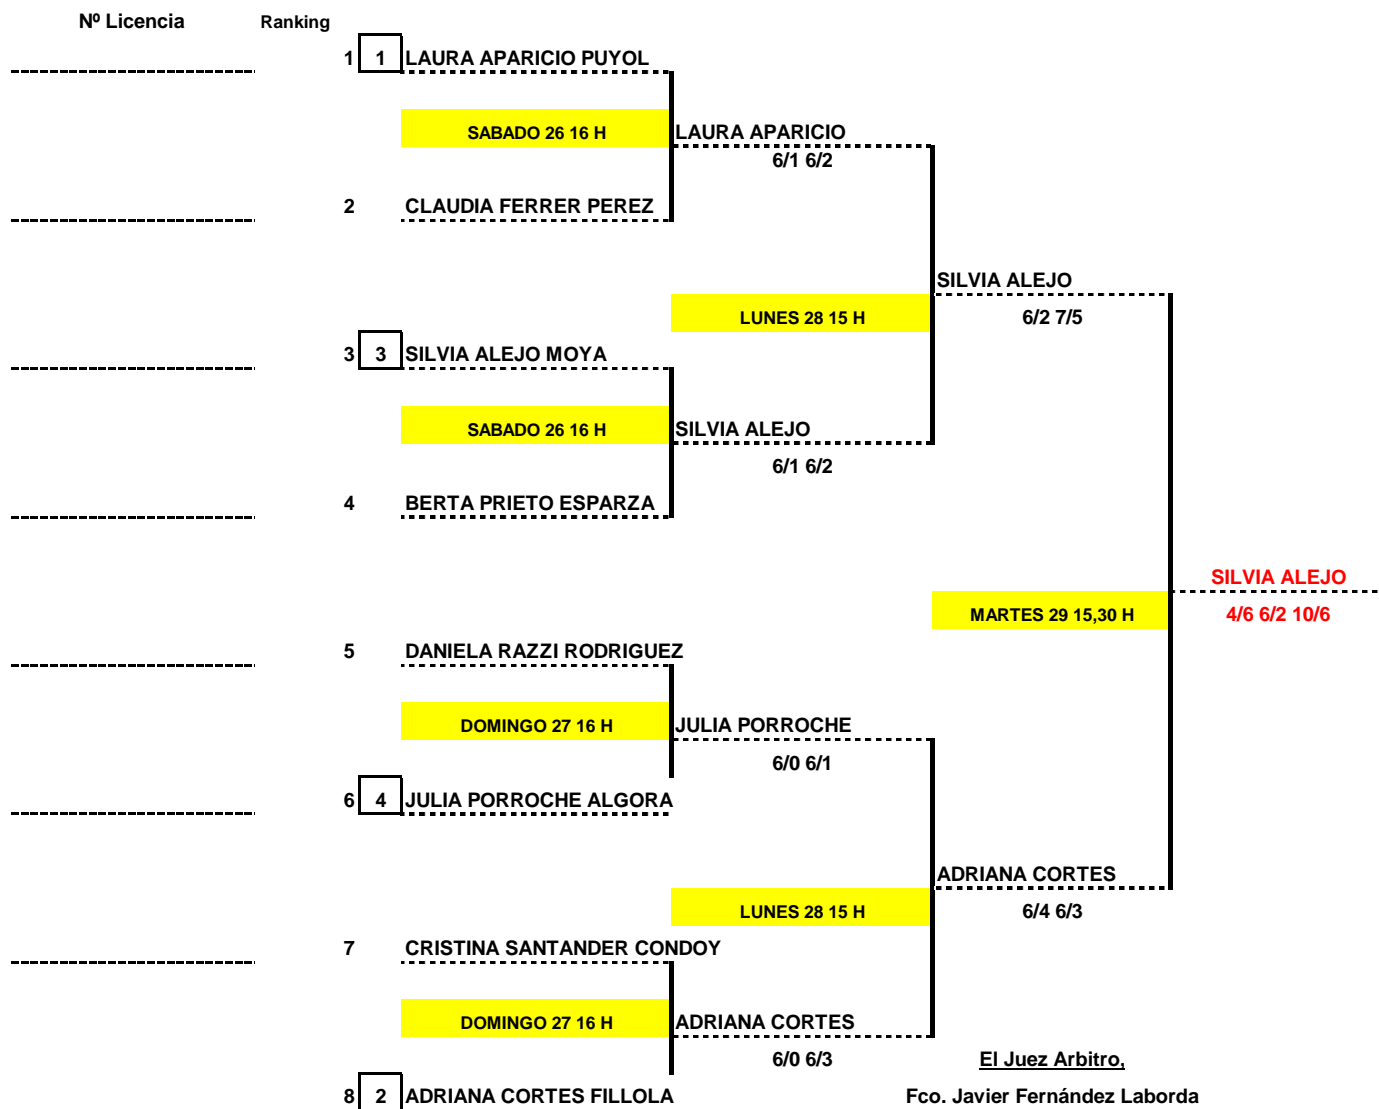 Nº Licencia Ranking
1 1 LAURA APARICIO PUYOL
SABADO 26 16 H LAURA APARICIO
6/1 6/2
2 CLAUDIA FERRER PEREZ
SILVIA ALEJO
LUNES 28 15 H 6/2 7/5
3 3 SILVIA ALEJO MOYA
SABADO 26 16 H SILVIA ALEJO
6/1 6/2
4 BERTA PRIETO ESPARZA
SILVIA ALEJO
MARTES 29 15,30 H 4/6 6/2 10/6
5 DANIELA RAZZI RODRIGUEZ
DOMINGO 27 16 H JULIA PORROCHE
6/0 6/1
6 4 JULIA PORROCHE ALGORA
ADRIANA CORTES
LUNES 28 15 H 6/4 6/3
7 CRISTINA SANTANDER CONDOY
DOMINGO 27 16 H ADRIANA CORTES
6/0 6/3 El Juez Arbitro,
8 2 ADRIANA CORTES FILLOLA Fco. Javier Fernández Laborda